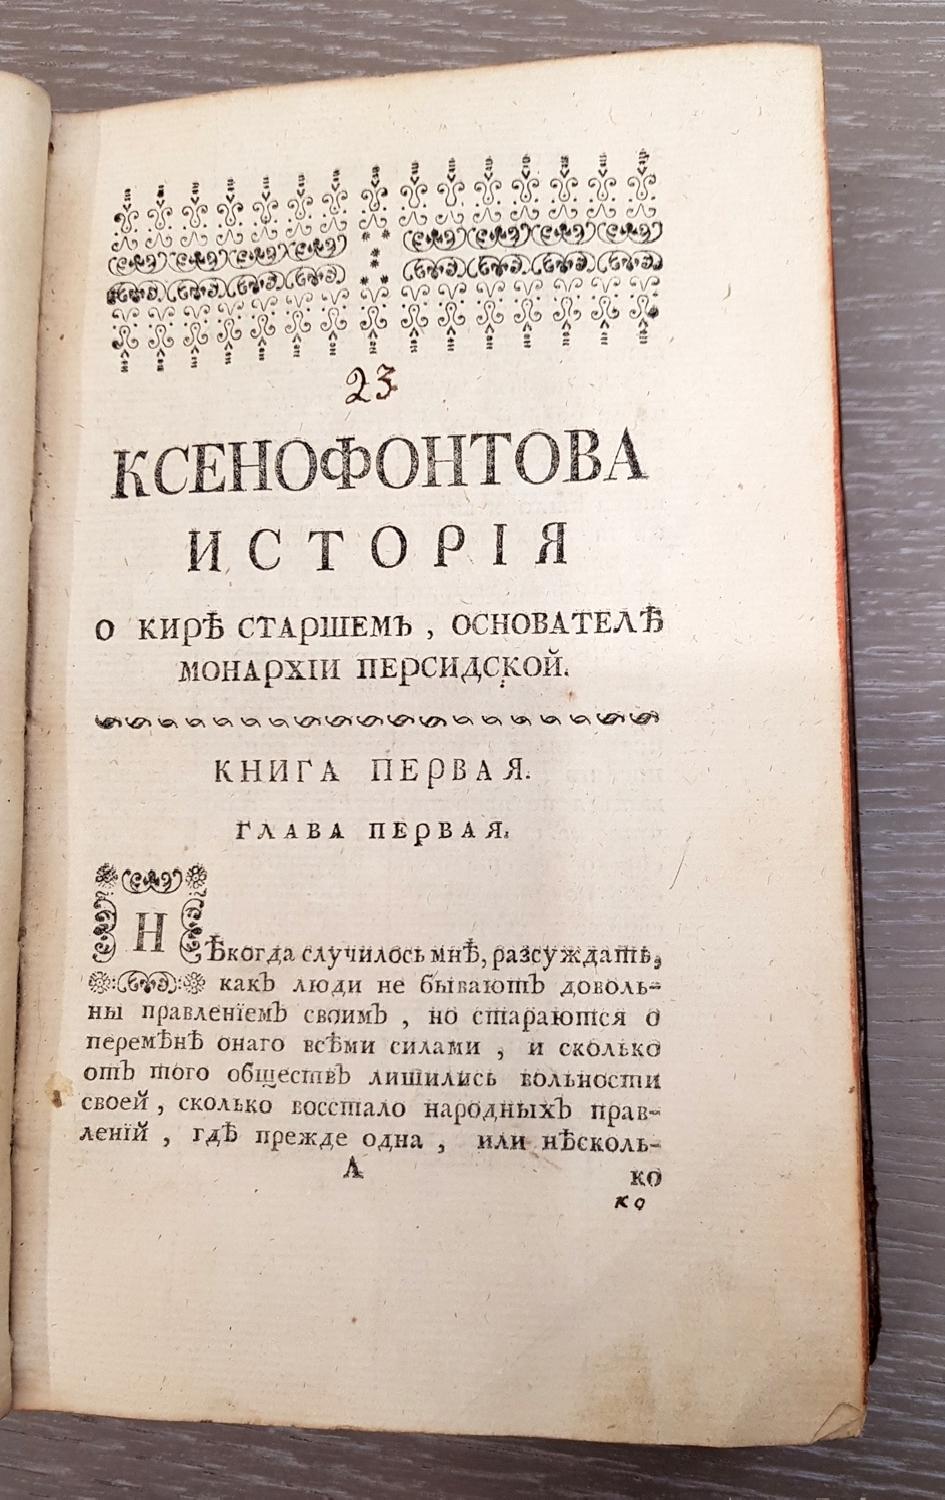 23
КСЕНОФОНТОВА
ИСТОРІЯ
О КИРѢ СТАРШЕМЪ , ОСНОВАТЕЛѢ
МОНАРХІИ ПЕРСИДСКОЙ.
КНИГА ПЕРВАЯ.
ГЛАВА ПЕРВАЯ.
НѢкогда случилось мнѣ, разсуждать,
какъ люди не бываютъ доволь-
ны правленїемъ своимъ , но стараются о
перемѣнѣ онаго всѣми силами , и сколько
отъ того обществъ лишились вольности
своей , сколько возстало народныхъ прав-
леній , гдѣ прежде одна , или нѣсколь-
А ко
ко